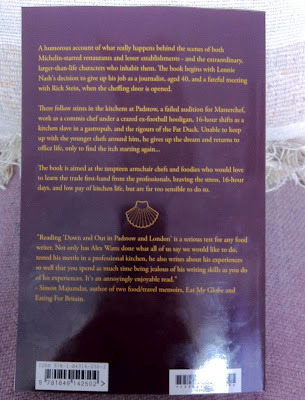 A humorous account of what really happens behind the scenes of both
Michelin-starred restaurants and lesser establishments - and the extraordinary,
larger-than-life characters who inhabit them. The book begins with Lennie
Nash's decision to give up his job as a journalist, aged 40, and a fateful meeting
with Rick Stein, when the cheffing door is opened.
There follow stints in the kitchens at Padstow, a failed audition for Masterchef,
work as a commis chef under a crazed ex-football hooligan, 16-hour shifts as a
kitchen slave in a gastropub, and the rigours of the Fat Duck. Unable to keep
up with the younger chefs around him, he gives up the dream and returns to
office life, only to find the itch starting again...
The book is aimed at the umpteen armchair chefs and foodies who would love
to learn the trade first-hand from the professionals, braving the stress, 16-hour
days, and low pay of kitchen life, but are far too sensible to do so.
"Reading 'Down and Out in Padstow and London' is a serious test for any food
writer. Not only has Alex Watts done what all of us say we would like to do,
tested his mettle in a professional kitchen, he also writes about his experiences
so well that you spend as much time being jealous of his writing skills as you do
of his experiences. It's an annoyingly enjoyable read."
- Simon Majumdar, author of two food/travel memoirs, Eat My Globe and
Eating For Britain.